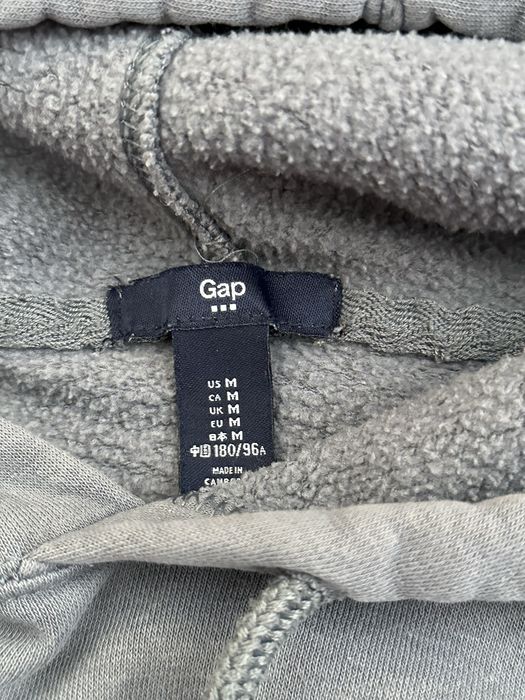 Gap
US M
CA M
UK M
EU M
日本 M
中国 180/96A
MADE IN